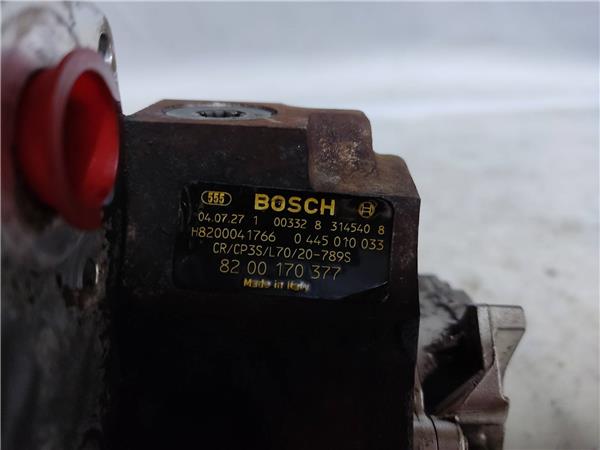 555 BOSCH
04.07.27 1 00332 8 314540 8
H8200041766 0 445 010 033
CR/CP3S/L70/20-789S
82 00 170 377
Made in Italy